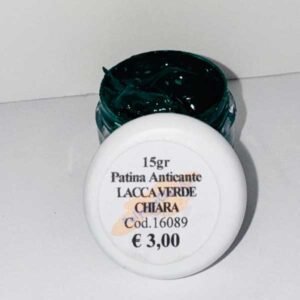 15gr
Patina Anticante
LACCA VERDE
CHIARA
Cod.16089
€ 3,00